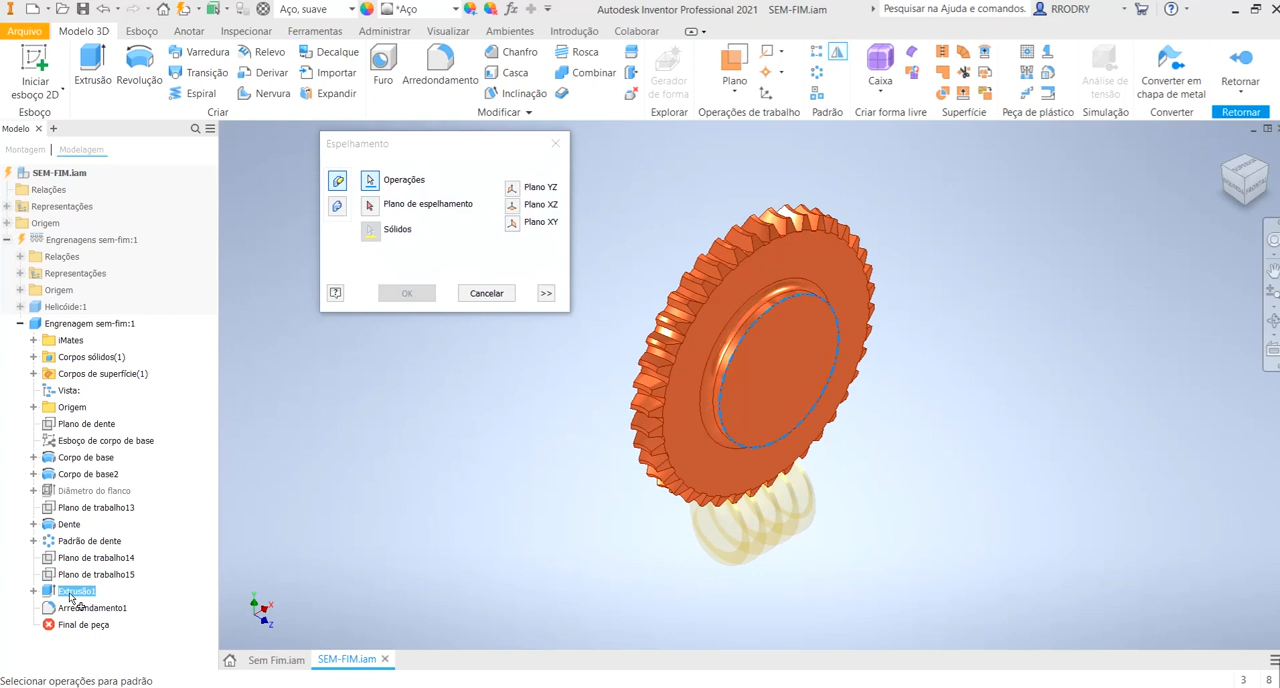 Aço, suave
*Aço
fx
Autodesk Inventor Professional 2021 SEM-FIM.iam
Pesquisar na Ajuda e comandos.
RRODRY
Arquivo
Modelo 3D
Esboço
Anotar
Inspecionar
Ferramentas
Administrar
Visualizar
Ambientes
Introdução
Colaborar
Iniciar
esboço 2D
Esboço
Extrusão
Revolução
Varredura
Transição
Espiral
Relevo
Derivar
Nervura
Decalque
Importar
Expandir
Criar
Furo
Arredondamento
Chanfro
Casca
Inclinação
Rosca
Combinar
Modificar
Gerador
de forma
Explorar
Plano
Operações de trabalho
Padrão
Caixa
Criar forma livre
Superfície
Peça de plástico
Análise de
tensão
Simulação
Converter em
chapa de metal
Converter
Retornar
Retornar
Modelo
Montagem
Modelagem
SEM-FIM.iam
Relações
Representações
Origem
Engrenagens sem-fim:1
Relações
Representações
Origem
Helicóide:1
Engrenagem sem-fim:1
iMates
Corpos sólidos(1)
Corpos de superfície(1)
Vista:
Origem
Plano de dente
Esboço de corpo de base
Corpo de base
Corpo de base2
Diâmetro do flanco
Plano de trabalho13
Dente
Padrão de dente
Plano de trabalho14
Plano de trabalho15
Extrusão1
Arredondamento1
Final de peça
Espelhamento
Operações
Plano de espelhamento
Sólidos
Plano YZ
Plano XZ
Plano XY
OK
Cancelar
>>
Y
X
Z
Sem Fim.iam
SEM-FIM.iam
Selecionar operações para padrão
3
8